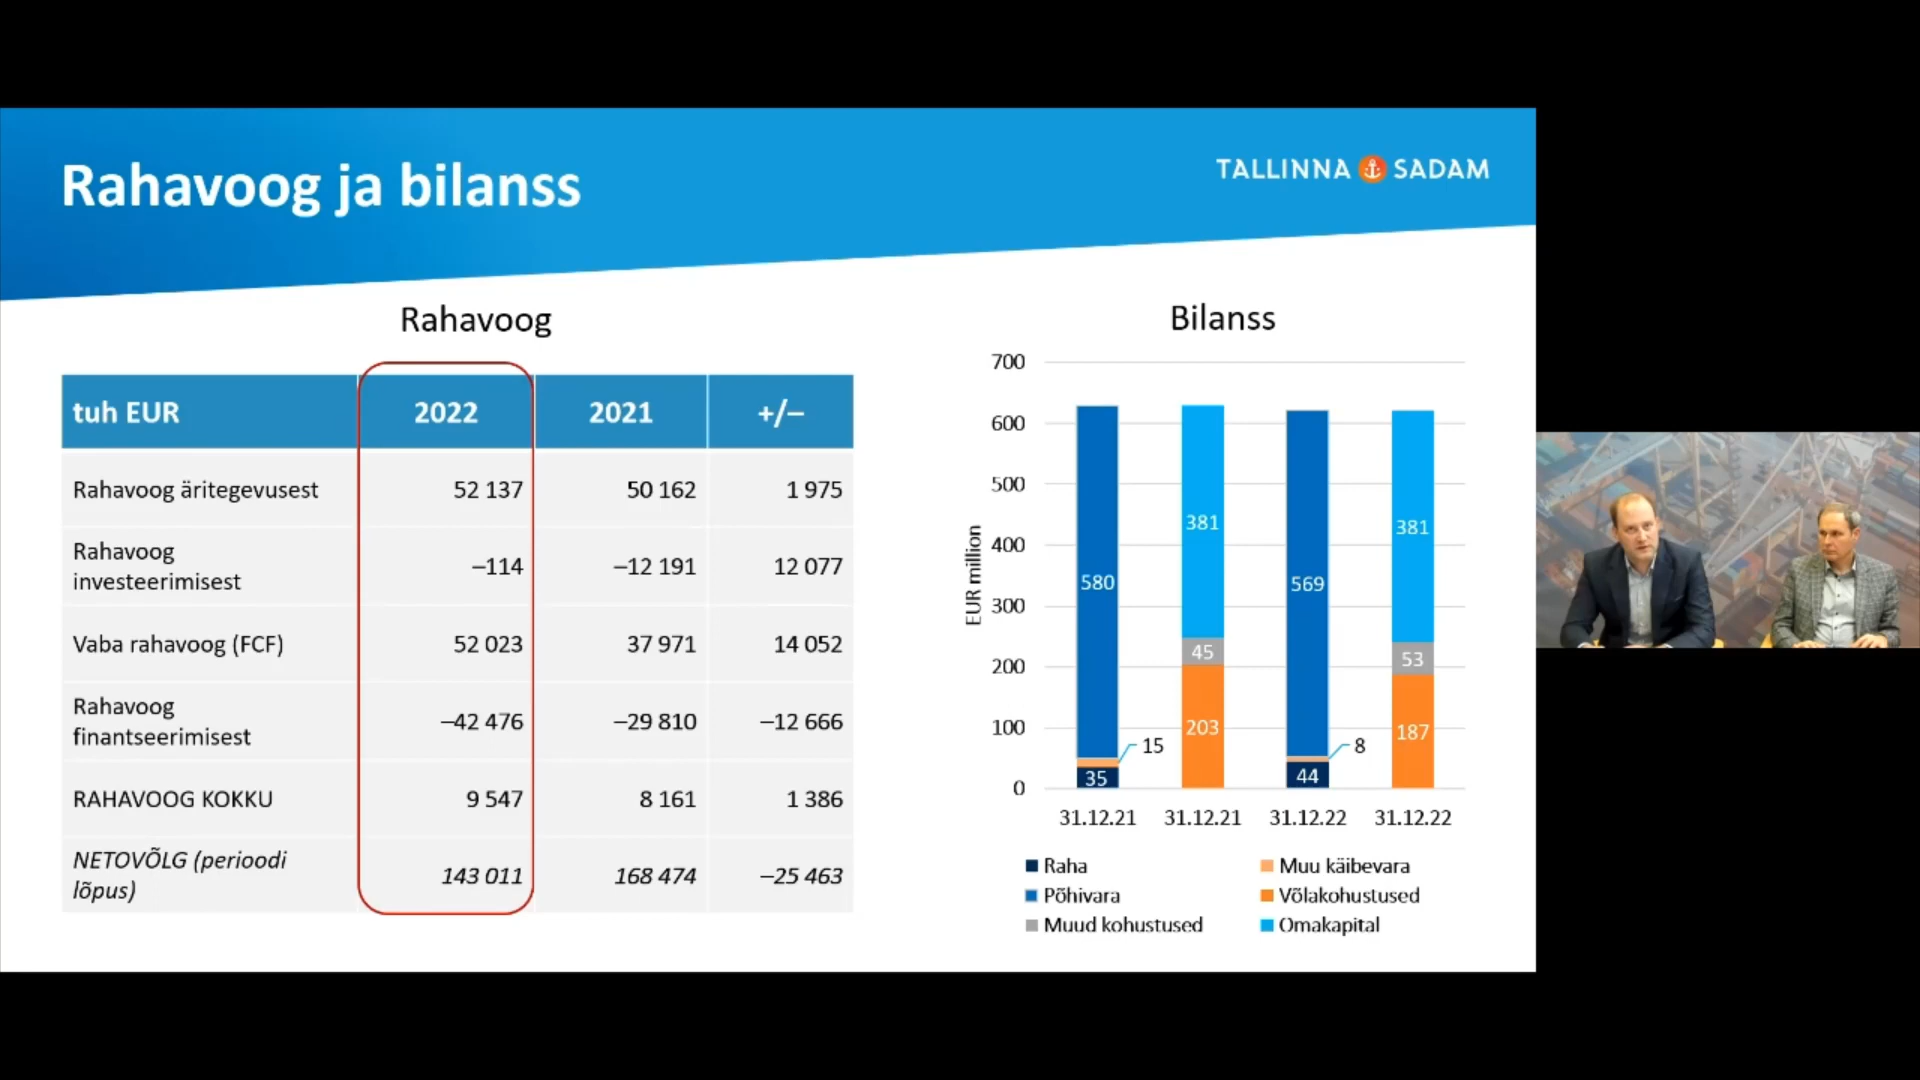 Rahavoog ja bilanss
TALLINNA SADAM
Rahavoog
tuh EUR 2022 2021 +/–
Rahavoog äritegevusest 52 137 50 162 1 975
Rahavoog
investeerimisest –114 –12 191 12 077
Vaba rahavoog (FCF) 52 023 37 971 14 052
Rahavoog
finantseerimisest –42 476 –29 810 –12 666
RAHAVOOG KOKKU 9 547 8 161 1 386
NETOVÕLG (perioodi
lõpus) 143 011 168 474 –25 463
Bilanss
EUR million
700
600
500
400
300
200
100
0
580
15
35
381
45
203
569
8
44
381
53
187
31.12.21 31.12.21 31.12.22 31.12.22
Raha Muu käibevara
Põhivara Võlakohustused
Muud kohustused Omakapital